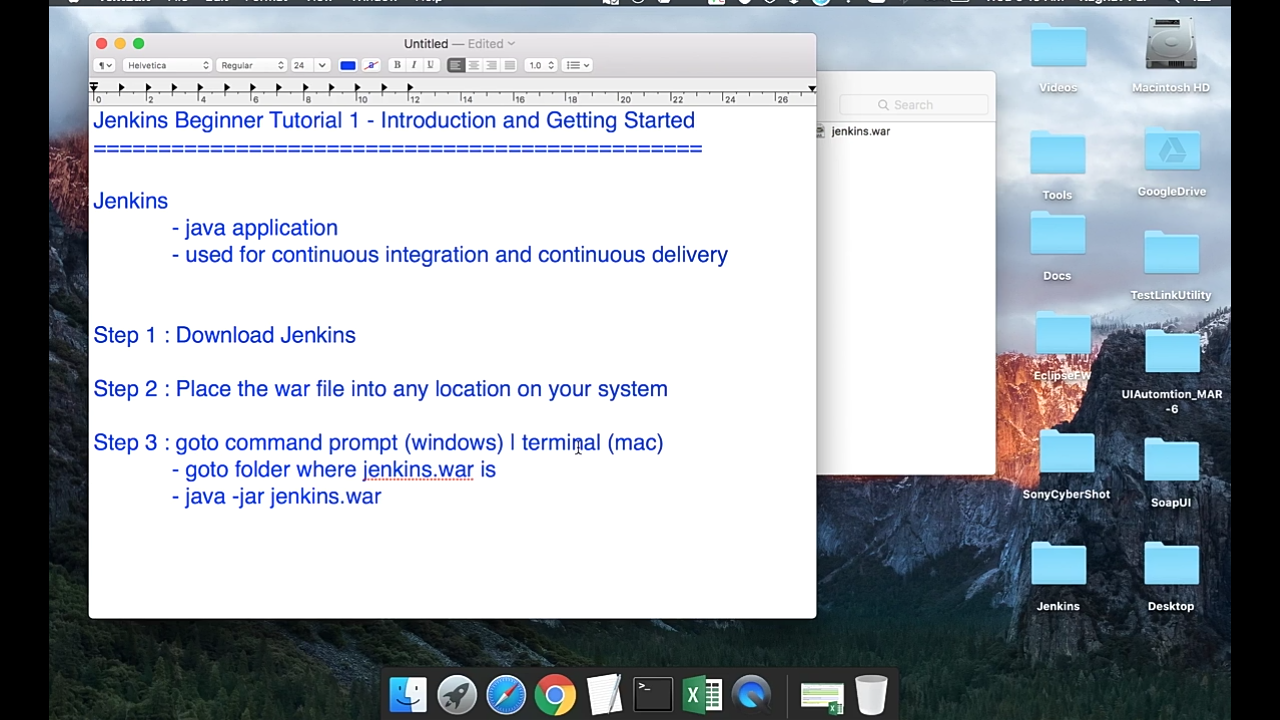 Untitled — Edited
Helvetica Regular 24 B I U 1.0
0 2 4 6 8 10 12 14 16 18 20 22 24 26
Jenkins Beginner Tutorial 1 - Introduction and Getting Started
===============================================
Jenkins
- java application
- used for continuous integration and continuous delivery
Step 1 : Download Jenkins
Step 2 : Place the war file into any location on your system
Step 3 : goto command prompt (windows) | terminal (mac)
- goto folder where jenkins.war is
- java -jar jenkins.war
Search
jenkins.war
Videos
Macintosh HD
Tools
GoogleDrive
Docs
TestLinkUtility
EclipseFW
UIAutomtion_MAR
-6
SonyCyberShot
SoapUI
Jenkins
Desktop